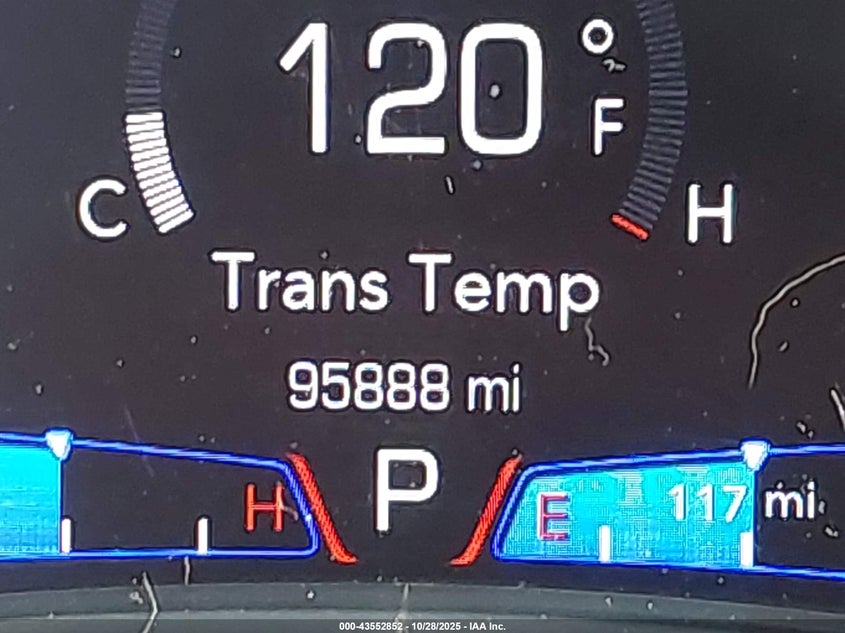 120 °F
C H
Trans Temp
95888 mi
H P E 117 mi
000-43552852 - 10/28/2025 - IAA Inc.